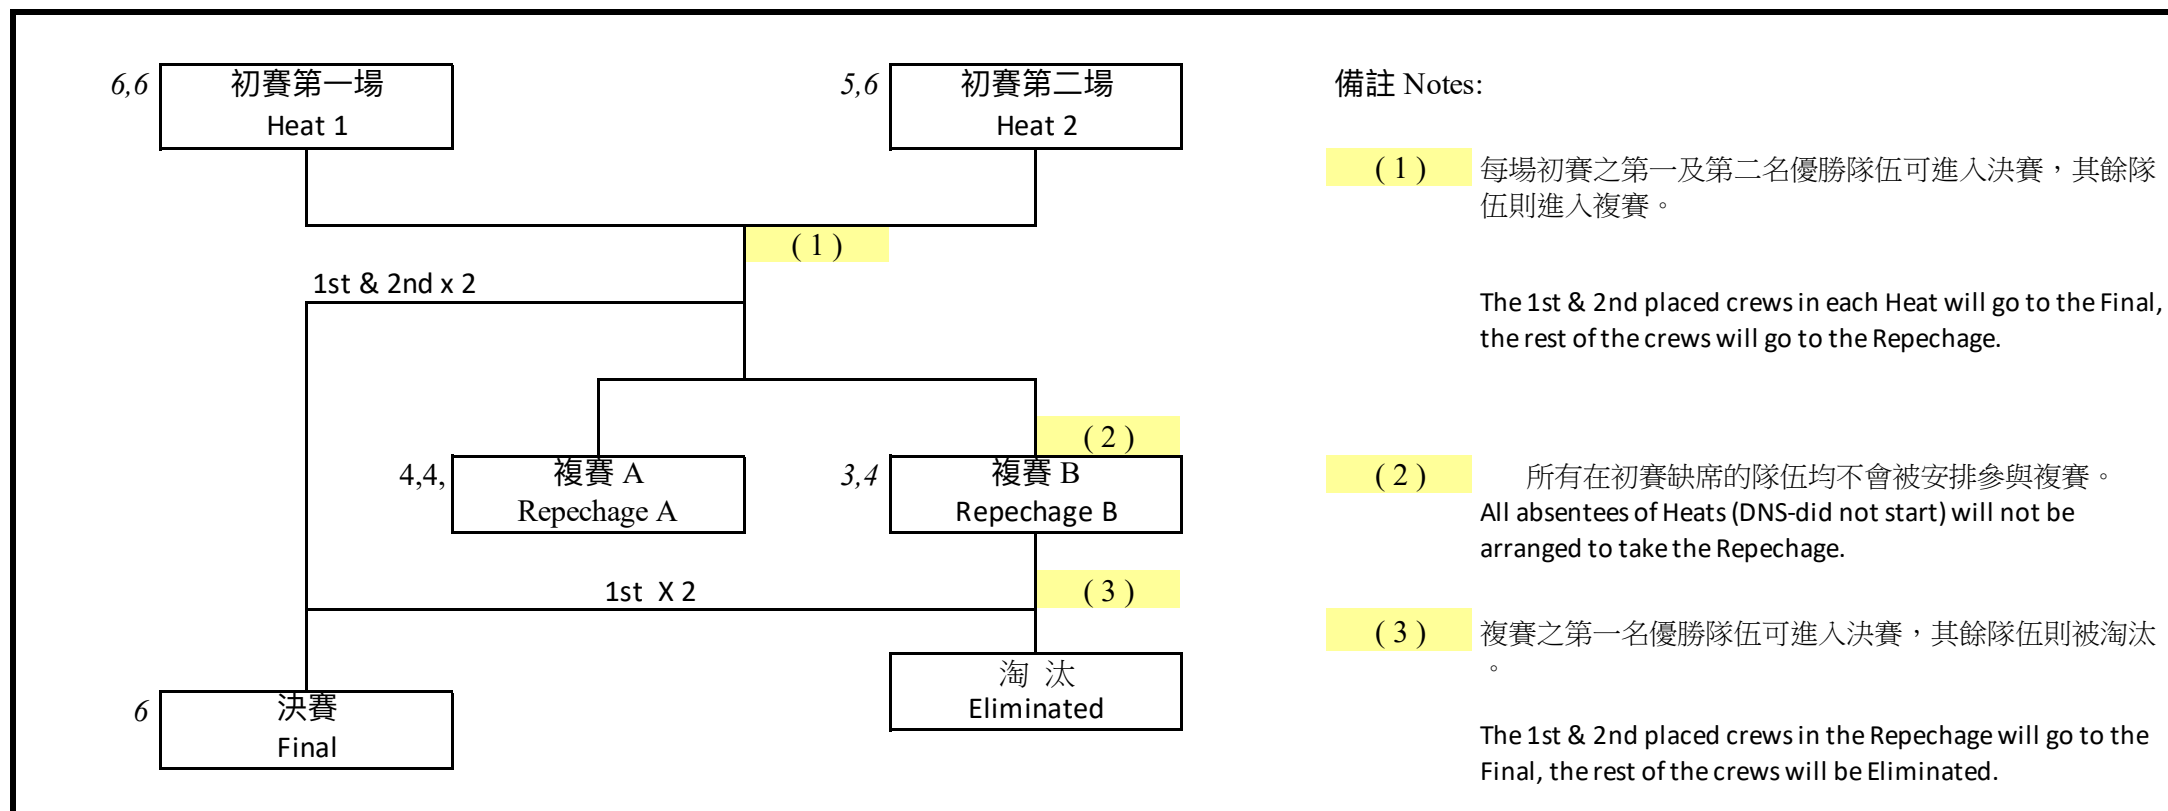 6,6
初賽第一場
Heat 1
5,6
初賽第二場
Heat 2
( 1 )
1st & 2nd x 2
( 2 )
4,4,
複賽 A
Repechage A
3,4
複賽 B
Repechage B
1st X 2
( 3 )
淘 汰
Eliminated
6
決賽
Final
備註 Notes:
( 1 ) 每場初賽之第一及第二名優勝隊伍可進入決賽，其餘隊
伍則進入複賽。
The 1st & 2nd placed crews in each Heat will go to the Final,
the rest of the crews will go to the Repechage.
( 2 ) 所有在初賽缺席的隊伍均不會被安排參與複賽。
All absentees of Heats (DNS-did not start) will not be
arranged to take the Repechage.
( 3 ) 複賽之第一名優勝隊伍可進入決賽，其餘隊伍則被淘汰
。
The 1st & 2nd placed crews in the Repechage will go to the
Final, the rest of the crews will be Eliminated.